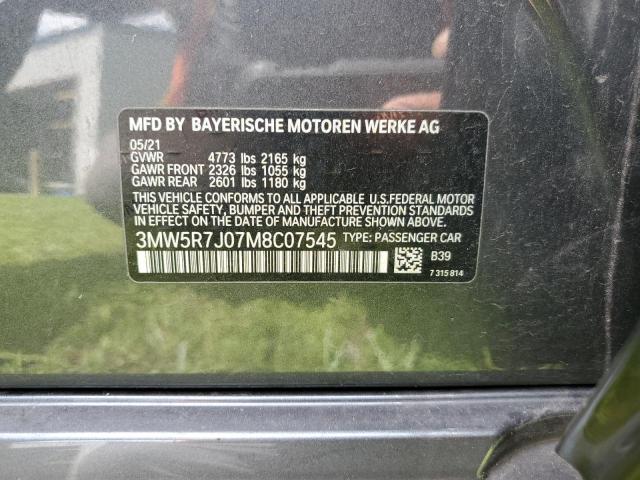 MFD BY BAYERISCHE MOTOREN WERKE AG
05/21
GVWR 4773 lbs 2165 kg
GAWR FRONT 2326 lbs 1055 kg
GAWR REAR 2601 lbs 1180 kg
THIS VEHICLE CONFORMS TO ALL APPLICABLE U.S.FEDERAL MOTOR
VEHICLE SAFETY, BUMPER, AND THEFT PREVENTION STANDARDS
IN EFFECT ON THE DATE OF MANUFACTURE SHOWN ABOVE.
3MW5R7J07M8C07545 TYPE: PASSENGER CAR
B39
7 315 814